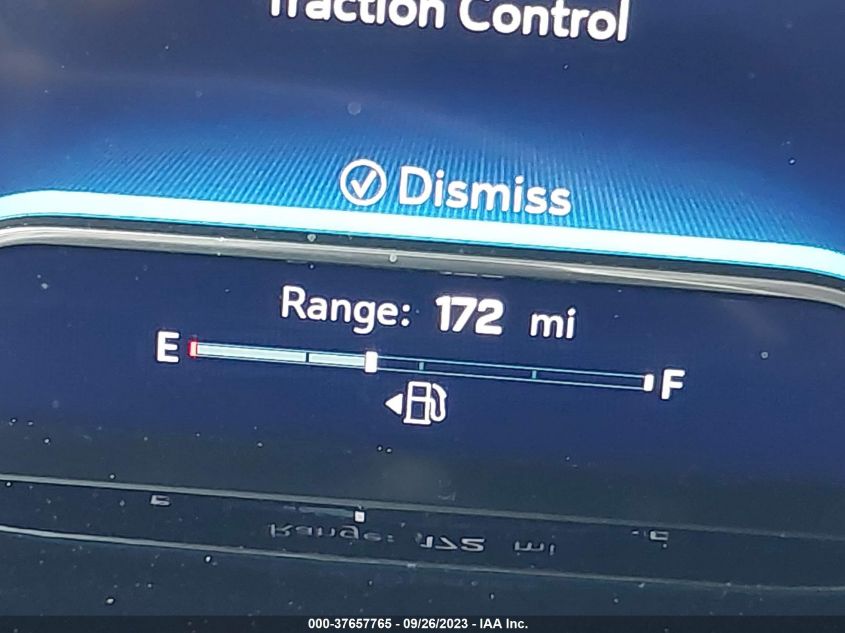 Traction Control
Dismiss
Range: 172 mi
E F
000-37657765 - 09/26/2023 - IAA Inc.